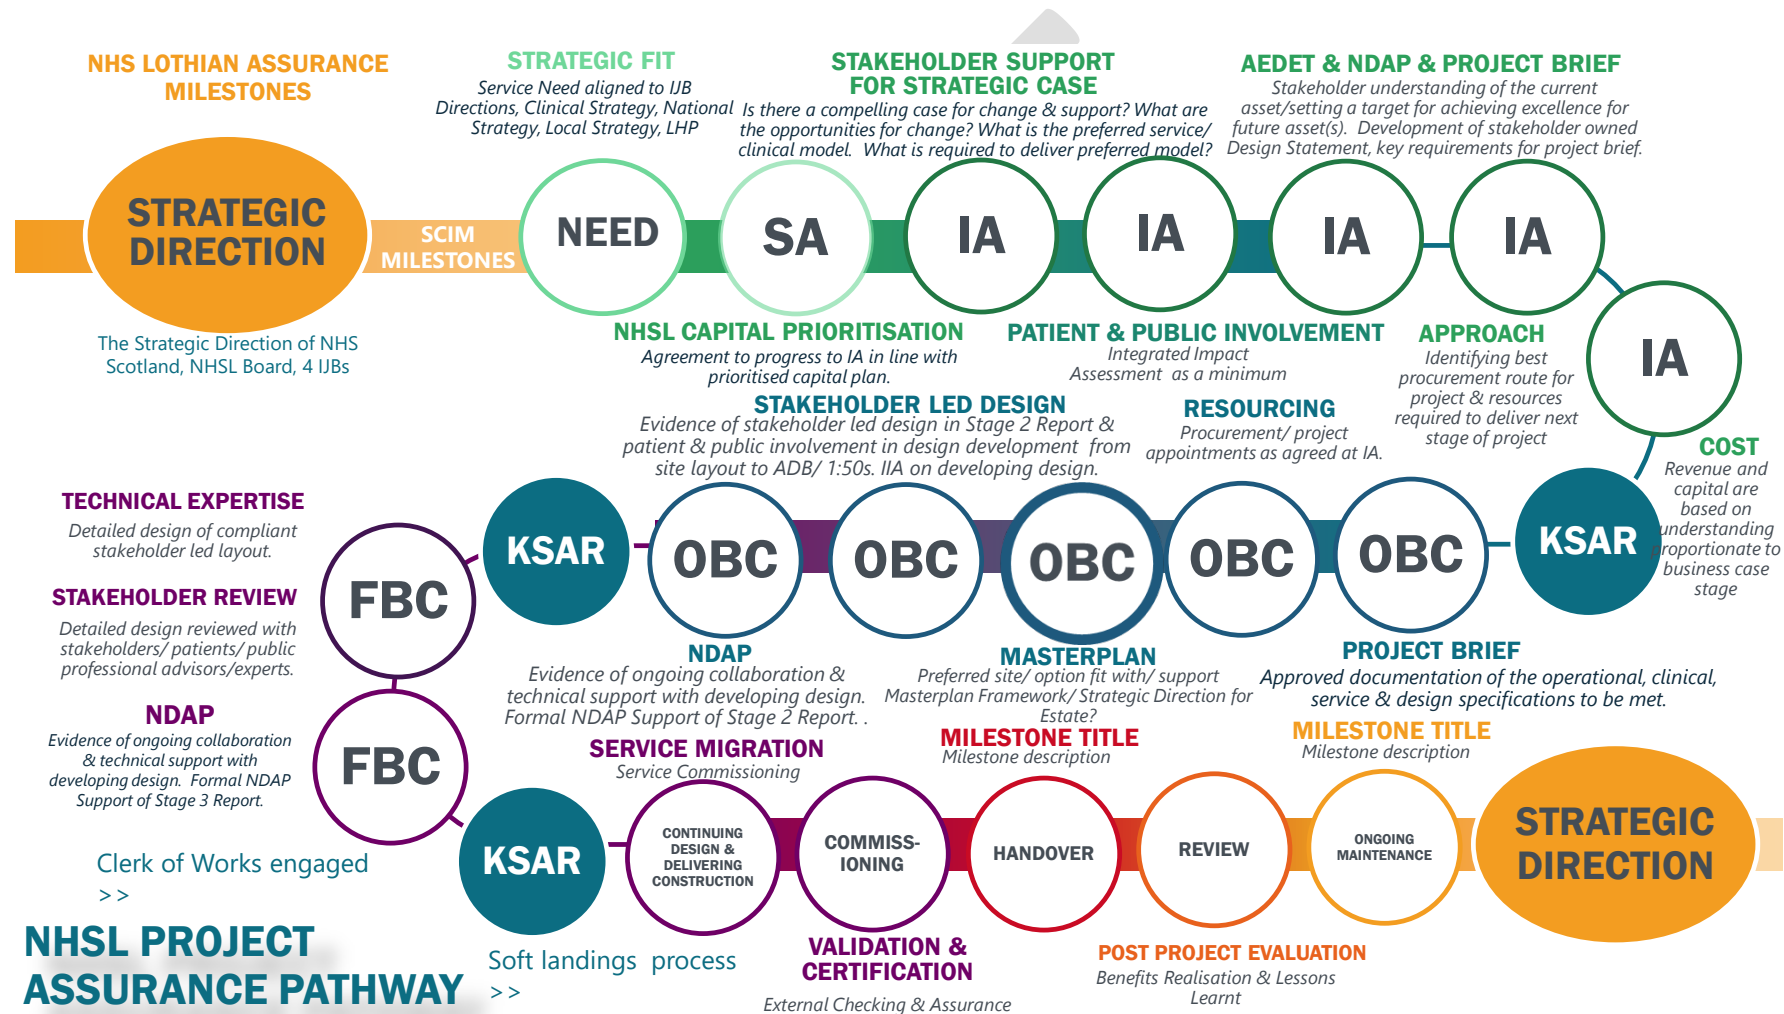 NHS LOTHIAN ASSURANCE
MILESTONES
STRATEGIC FIT
Service Need aligned to IJB
Directions, Clinical Strategy, National
Strategy, Local Strategy, LHP
STAKEHOLDER SUPPORT
FOR STRATEGIC CASE
Is there a compelling case for change & support? What are
the opportunities for change? What is the preferred service/
clinical model. What is required to deliver preferred model?
AEDET & NDAP & PROJECT BRIEF
Stakeholder understanding of the current
asset/setting a target for achieving excellence for
future asset(s). Development of stakeholder owned
Design Statement, key requirements for project brief.
STRATEGIC
DIRECTION
SCIM
MILESTONES
NEED
SA
IA
IA
IA
IA
IA
The Strategic Direction of NHS
Scotland, NHSL Board, 4 IJBs
NHSL CAPITAL PRIORITISATION
Agreement to progress to IA in line with
prioritised capital plan.
PATIENT & PUBLIC INVOLVEMENT
Integrated Impact
Assessment as a minimum
APPROACH
Identifying best
procurement route for
project & resources
required to deliver next
stage of project
STAKEHOLDER LED DESIGN
Evidence of stakeholder led design in Stage 2 Report &
patient & public involvement in design development from
site layout to ADB/ 1:50s. IIA on developing design.
RESOURCING
Procurement/ project
appointments as agreed at IA.
COST
Revenue and
capital are
based on
understanding
proportionate to
business case
stage
TECHNICAL EXPERTISE
Detailed design of compliant
stakeholder led layout.
STAKEHOLDER REVIEW
Detailed design reviewed with
stakeholders/ patients/ public
professional advisors/experts.
NDAP
Evidence of ongoing collaboration
& technical support with
developing design. Formal NDAP
Support of Stage 3 Report.
FBC
FBC
KSAR
OBC
OBC
OBC
OBC
OBC
KSAR
NDAP
Evidence of ongoing collaboration &
technical support with developing design.
Formal NDAP Support of Stage 2 Report. .
MASTERPLAN
Preferred site/ option fit with/ support
Masterplan Framework/ Strategic Direction for
Estate?
PROJECT BRIEF
Approved documentation of the operational, clinical,
service & design specifications to be met.
SERVICE MIGRATION
Service Commissioning
MILESTONE TITLE
Milestone description
MILESTONE TITLE
Milestone description
KSAR
CONTINUING
DESIGN &
DELIVERING
CONSTRUCTION
COMMISS-
IONING
HANDOVER
REVIEW
ONGOING
MAINTENANCE
STRATEGIC
DIRECTION
Clerk of Works engaged
>>
Soft landings process
>>
VALIDATION &
CERTIFICATION
External Checking & Assurance
POST PROJECT EVALUATION
Benefits Realisation & Lessons
Learnt
NHSL PROJECT
ASSURANCE PATHWAY